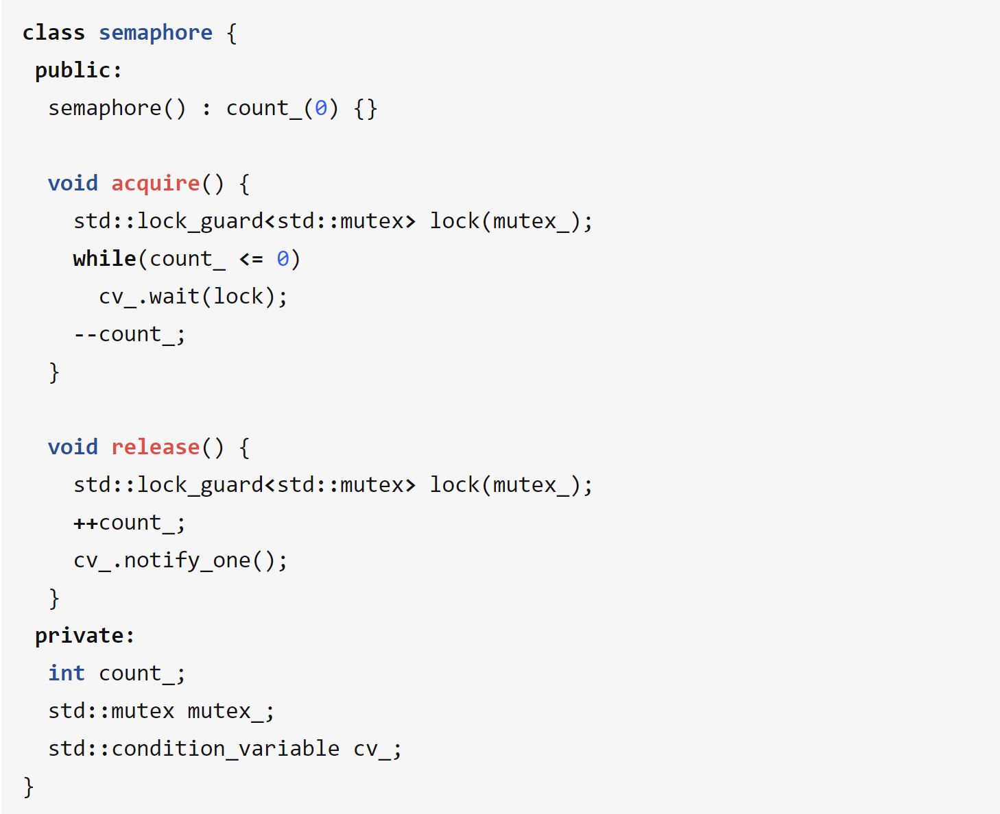 class semaphore {
 public:
  semaphore() : count_(0) {}

  void acquire() {
    std::lock_guard<std::mutex> lock(mutex_);
    while(count_ <= 0)
      cv_.wait(lock);
    --count_;
  }

  void release() {
    std::lock_guard<std::mutex> lock(mutex_);
    ++count_;
    cv_.notify_one();
  }
 private:
  int count_;
  std::mutex mutex_;
  std::condition_variable cv_;
}